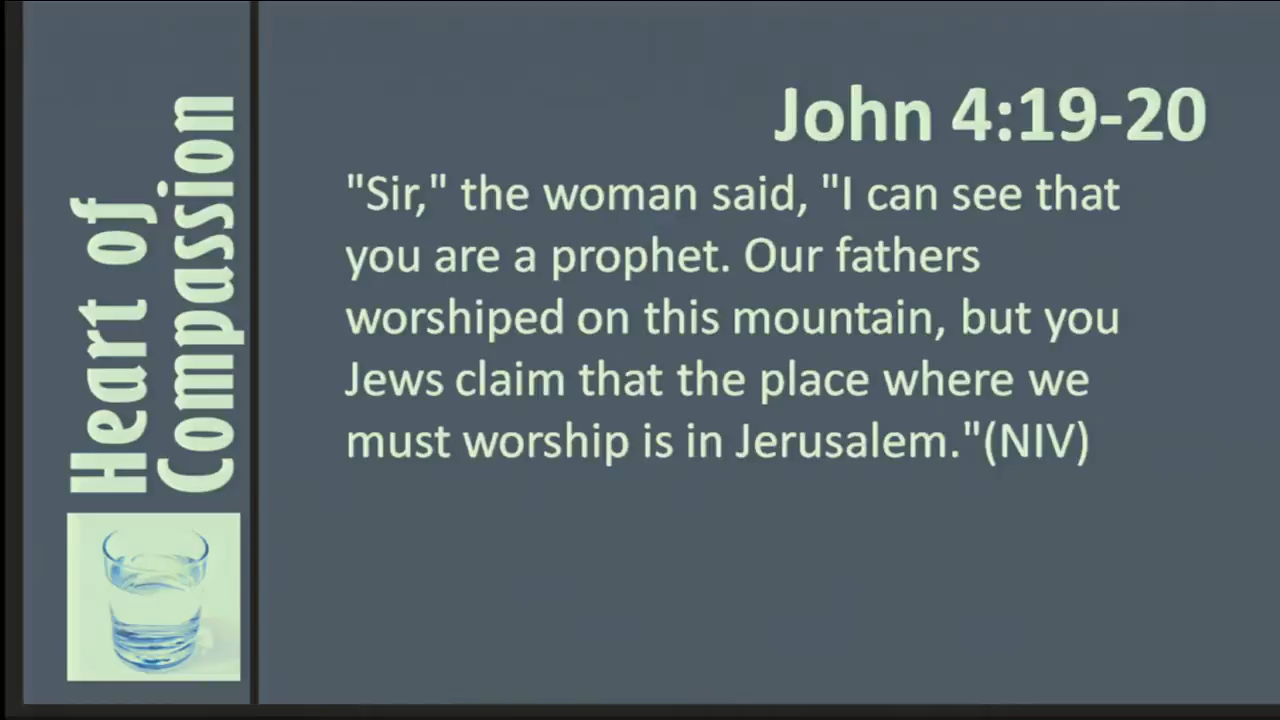 Heart of
Compassion
John 4:19-20
"Sir," the woman said, "I can see that
you are a prophet. Our fathers
worshiped on this mountain, but you
Jews claim that the place where we
must worship is in Jerusalem."(NIV)